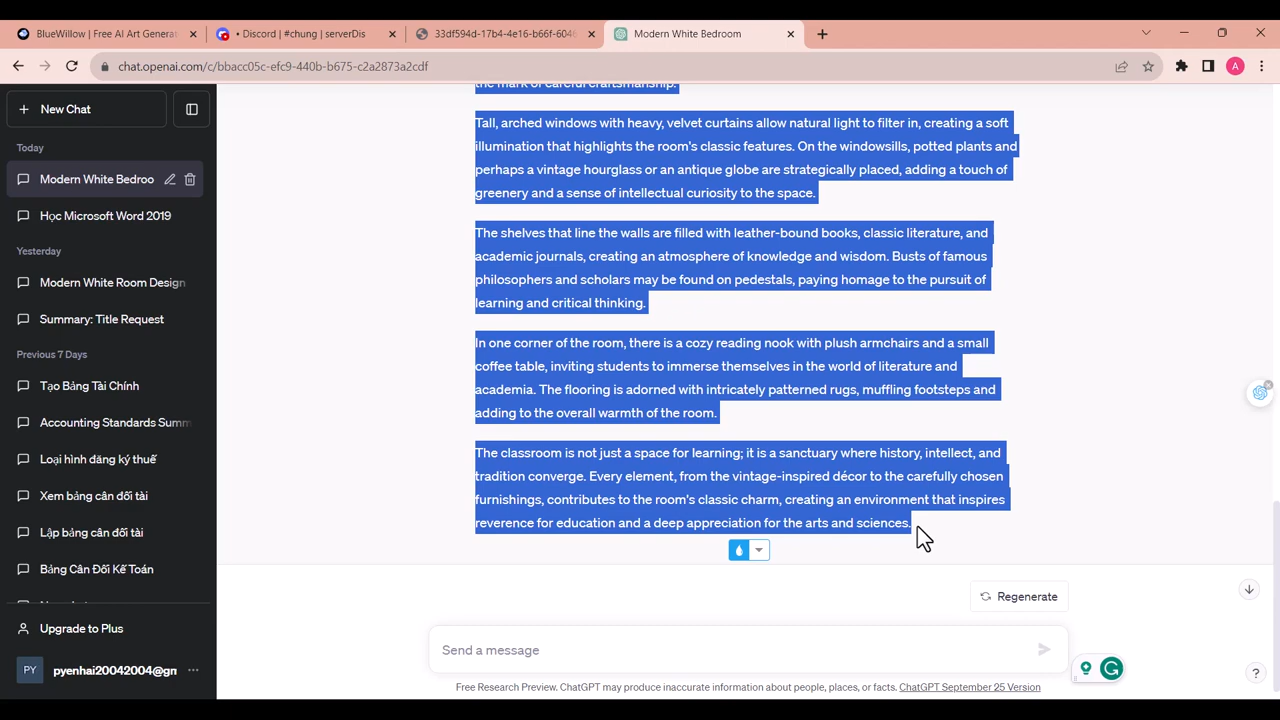 BlueWillow | Free AI Art Generat
• Discord | #chung | serverDis
33df594d-17b4-4e16-b66f-6046
Modern White Bedroom
chat.openai.com/c/bbacc05c-efc9-440b-b675-c2a2873a2cdf
A
New Chat
Today
Modern White Bedroo
Học Microsoft Word 2019
Yesterday
Modern White Room Design
Summary: Title Request
Previous 7 Days
Tạo Bảng Tài Chính
Accounting Standards Summ
Loại hình đăng ký thuế
Xem bảng cân đối tài
Lập bảng cân đối tài
Bảng Cân Đối Kế Toán
Upgrade to Plus
PY
pyenhai20042004@gm
the mark of careful craftsmanship.
Tall, arched windows with heavy, velvet curtains allow natural light to filter in, creating a soft
illumination that highlights the room's classic features. On the windowsills, potted plants and
perhaps a vintage hourglass or an antique globe are strategically placed, adding a touch of
greenery and a sense of intellectual curiosity to the space.
The shelves that line the walls are filled with leather-bound books, classic literature, and
academic journals, creating an atmosphere of knowledge and wisdom. Busts of famous
philosophers and scholars may be found on pedestals, paying homage to the pursuit of
learning and critical thinking.
In one corner of the room, there is a cozy reading nook with plush armchairs and a small
coffee table, inviting students to immerse themselves in the world of literature and
academia. The flooring is adorned with intricately patterned rugs, muffling footsteps and
adding to the overall warmth of the room.
The classroom is not just a space for learning; it is a sanctuary where history, intellect, and
tradition converge. Every element, from the vintage-inspired décor to the carefully chosen
furnishings, contributes to the room's classic charm, creating an environment that inspires
reverence for education and a deep appreciation for the arts and sciences.
Regenerate
Send a message
Free Research Preview. ChatGPT may produce inaccurate information about people, places, or facts. ChatGPT September 25 Version
?